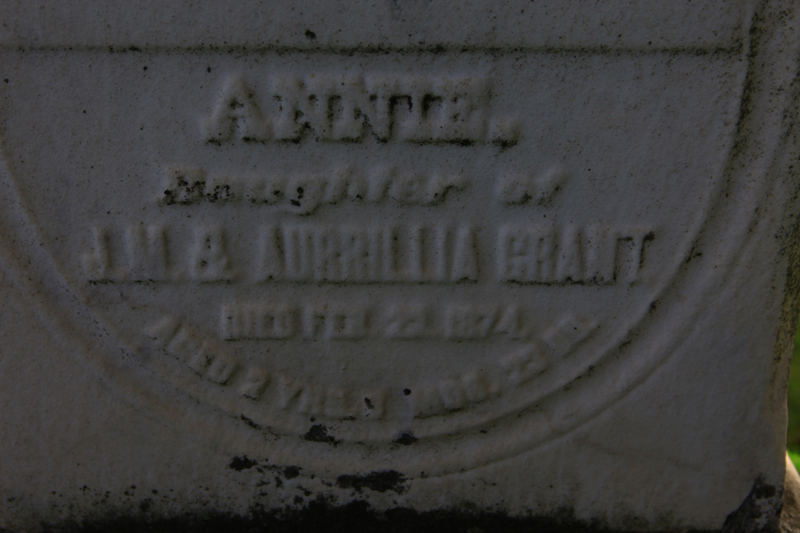 ANNIE.
Daughter of
J.M. & AURRILLIA GRANT
DIED FEB. 1874,
AGED 2 YRS.